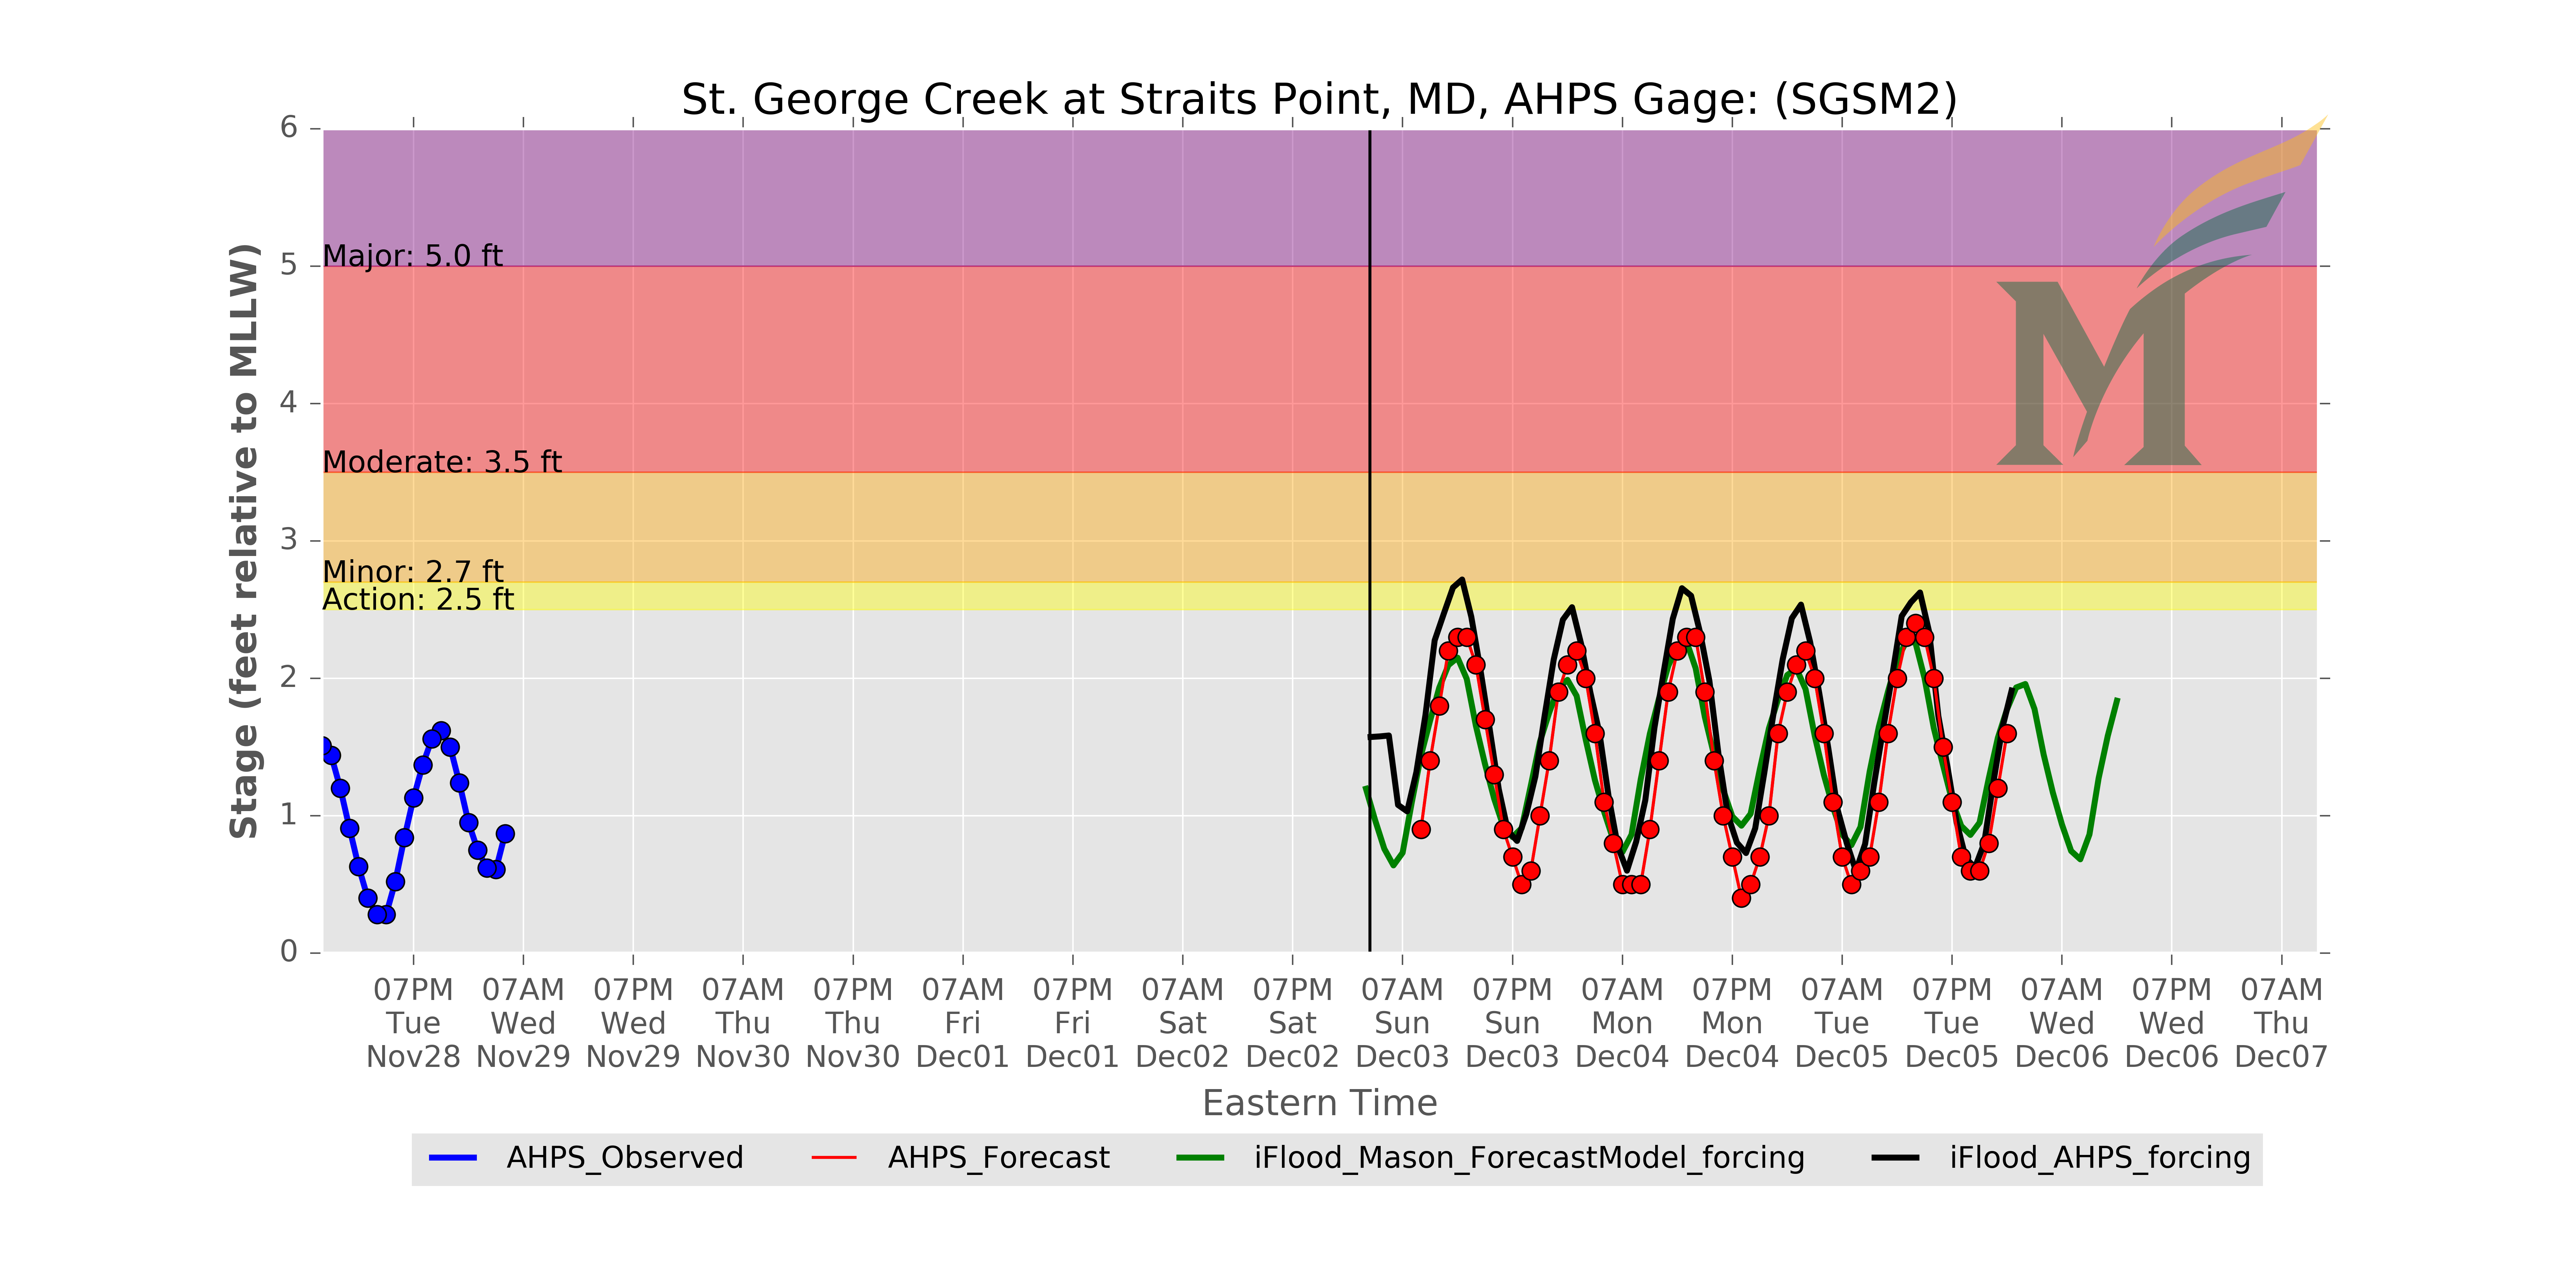 St. George Creek at Straits Point, MD, AHPS Gage: (SGSM2)
Stage (feet relative to MLLW)
6
5
4
3
2
1
0
Major: 5.0 ft
Moderate: 3.5 ft
Minor: 2.7 ft
Action: 2.5 ft
M
07PM 07AM 07PM 07AM 07PM 07AM 07PM 07AM 07PM 07AM 07PM 07AM 07PM 07AM 07PM 07AM 07PM 07AM
Tue Wed Wed Thu Thu Fri Fri Sat Sat Sun Sun Mon Mon Tue Tue Wed Wed Thu
Nov28 Nov29 Nov29 Nov30 Nov30 Dec01 Dec01 Dec02 Dec02 Dec03 Dec03 Dec04 Dec04 Dec05 Dec05 Dec06 Dec06 Dec07
Eastern Time
AHPS_Observed AHPS_Forecast iFlood_Mason_ForecastModel_forcing iFlood_AHPS_forcing